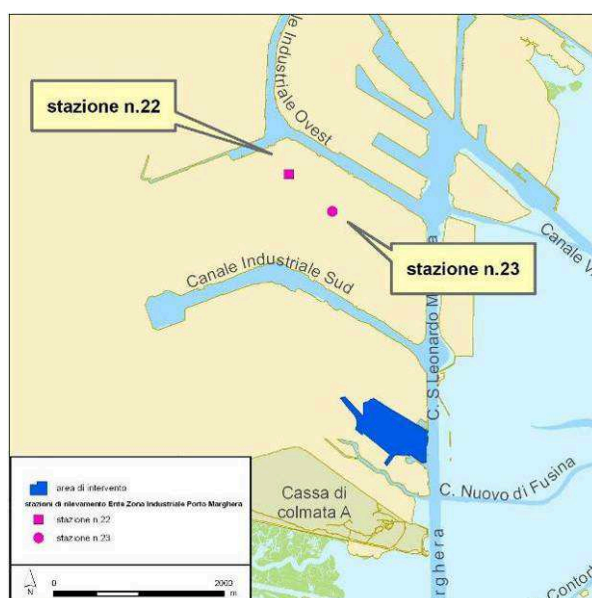 le Industriale Ovest
stazione n.22
Canale V
stazione n.23
Canale Industriale Sud
C. S. Leonardo M
C. Nuovo di Fusina
Cassa di
colmata A
rghera
Contor
area di intervento
stazioni di rilevamento Ente Zona Industriale Porto Marghera
stazione n.22
stazione n.23
N
0 2000
m